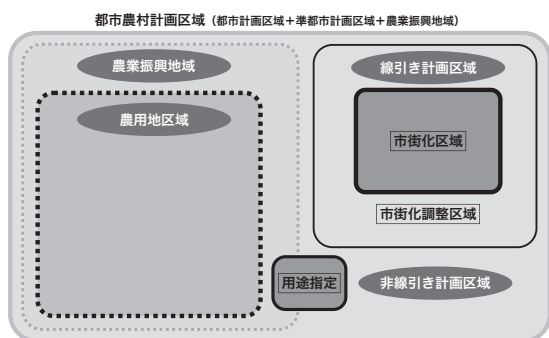 都市農村計画区域（都市計画区域＋準都市計画区域＋農業振興地域）
農業振興地域
線引き計画区域
農用地区域
市街化区域
市街化調整区域
用途指定
非線引き計画区域